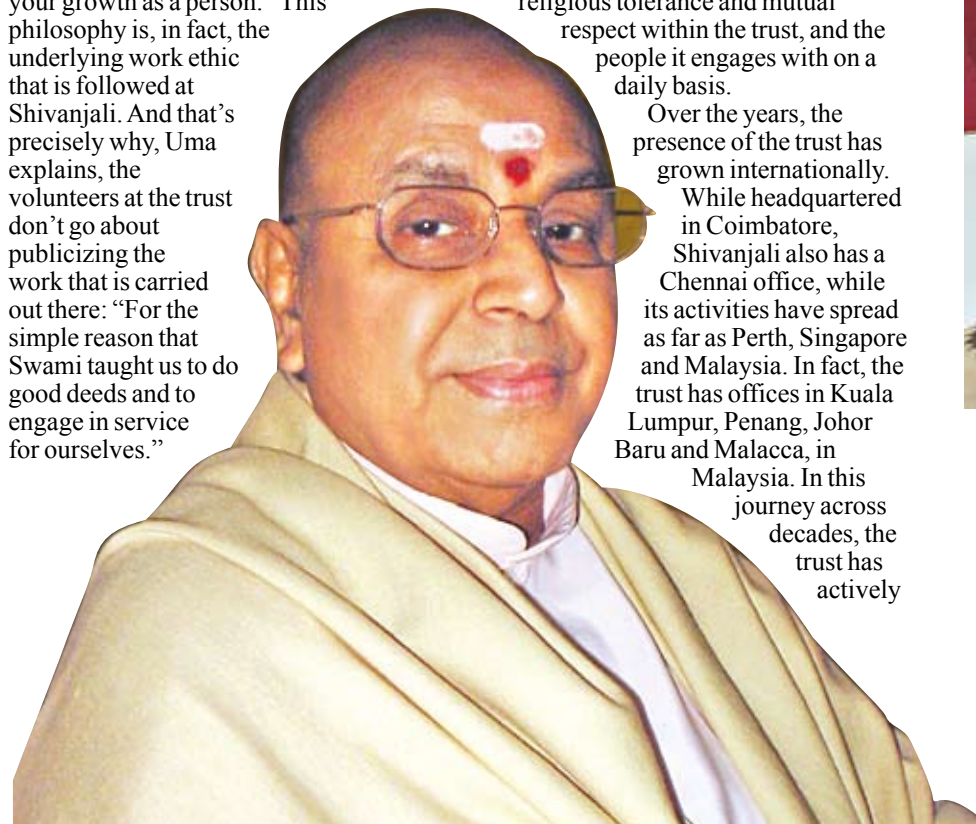 your growth as a person.” This
philosophy is, in fact, the
underlying work ethic
that is followed at
Shivanjali. And that’s
precisely why, Uma
explains, the
volunteers at the trust
don’t go about
publicizing the
work that is carried
out there: “For the
simple reason that
Swami taught us to do
good deeds and to
engage in service
for ourselves.”
religious tolerance and mutual
respect within the trust, and the
people it engages with on a
daily basis.
Over the years, the
presence of the trust has
grown internationally.
While headquartered
in Coimbatore,
Shivanjali also has a
Chennai office, while
its activities have spread
as far as Perth, Singapore
and Malaysia. In fact, the
trust has offices in Kuala
Lumpur, Penang, Johor
Baru and Malacca, in
Malaysia. In this
journey across
decades, the
trust has
actively